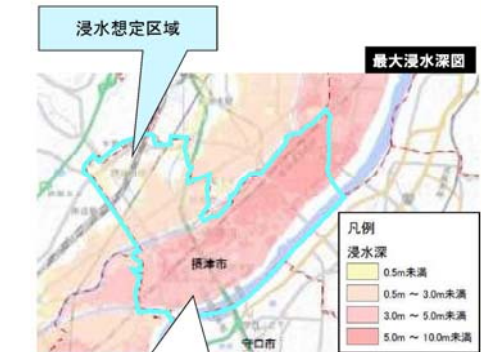 浸水想定区域
最大浸水深図
摂津市
守口市
凡例
浸水深
0.5m未満
0.5m ～ 3.0m未満
3.0m ～ 5.0m未満
5.0m ～ 10.0m未満